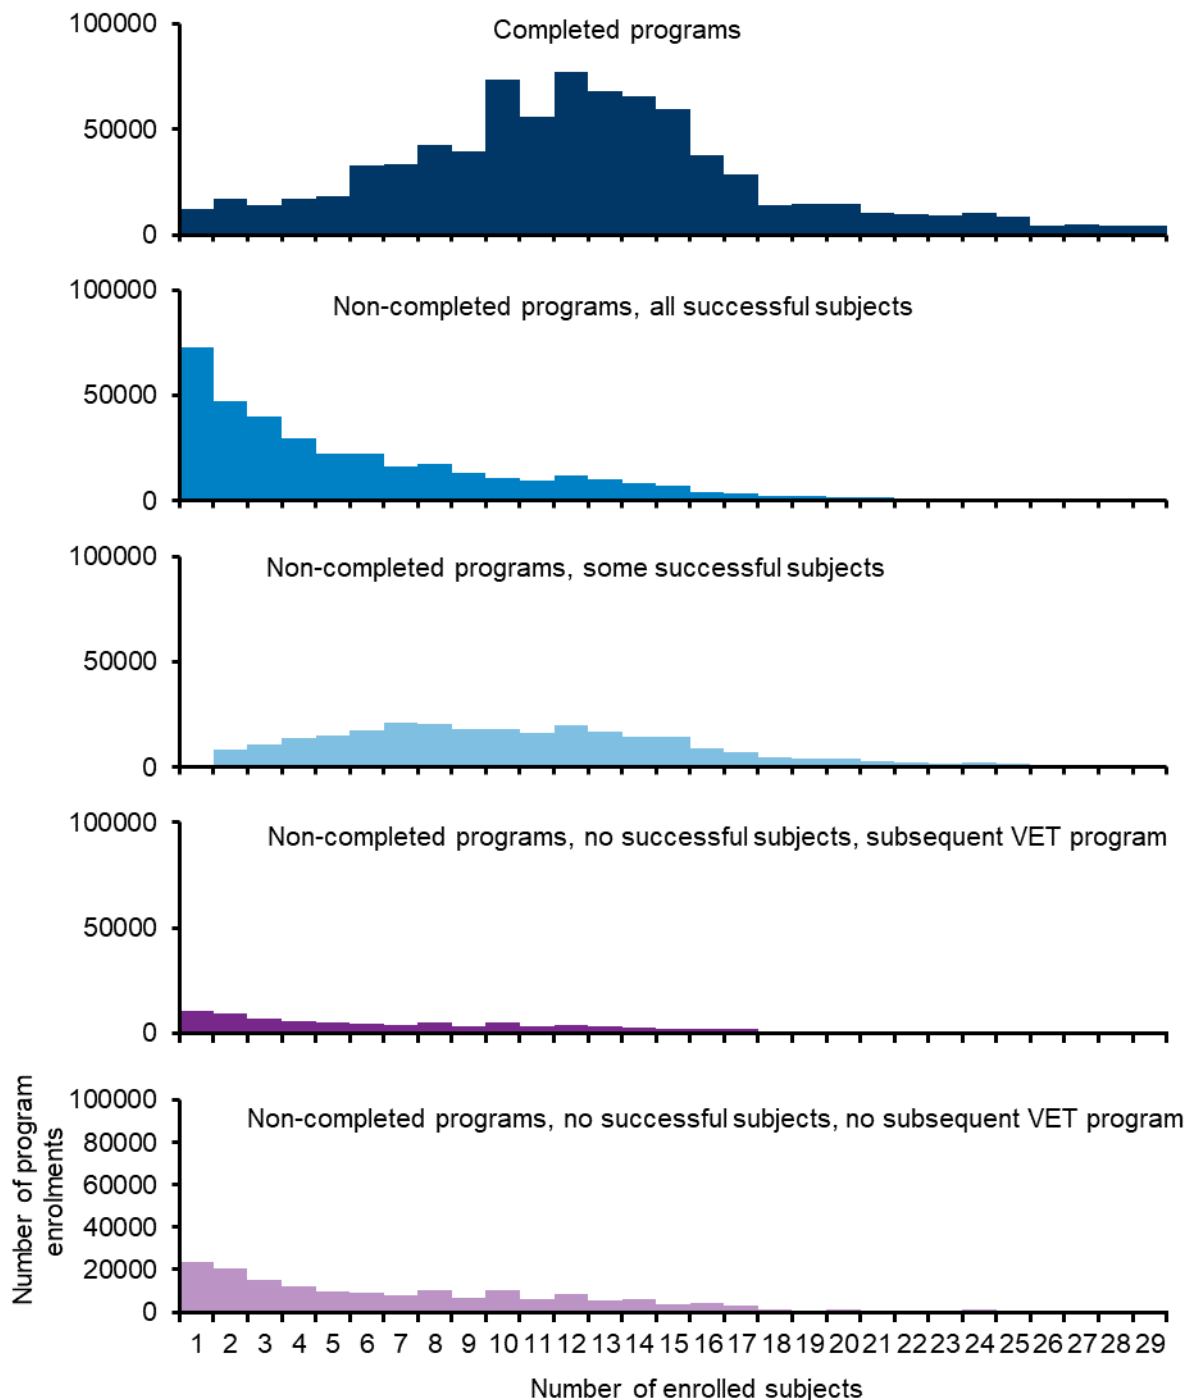 Completed programs
100000
50000
0
Non-completed programs, all successful subjects
100000
50000
0
Non-completed programs, some successful subjects
100000
50000
0
Non-completed programs, no successful subjects, subsequent VET program
100000
50000
0
Non-completed programs, no successful subjects, no subsequent VET program
Number of program
enrolments
100000
80000
60000
40000
20000
0
1 2 3 4 5 6 7 8 9 10 11 12 13 14 15 16 17 18 19 20 21 22 23 24 25 26 27 28 29
Number of enrolled subjects